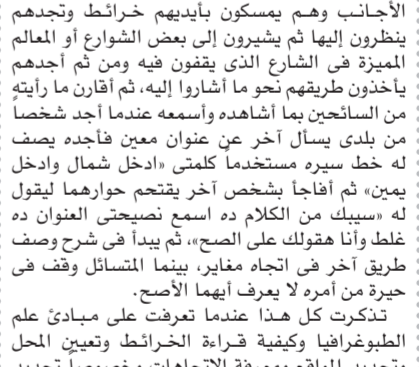 الأجانب وهم يمسكون بأيديهم خرائط وتجدهم
ينظرون إليها ثم يشيرون إلى بعض الشوارع أو المعالم
المميزة فى الشارع الذى يقفون فيه ومن ثم أجدهم
يأخذون طريقهم نحو ما أشاروا إليه، ثم أقارن ما رأيته
من السائحين بما أشاهده وأسمعه عندما أجد شخصاً
من بلدى يسأل آخر عن عنوان معين فأجده يصف
له خط سيره مستخدماً كلمتى «ادخل شمال وادخل
يمين» ثم أفاجأ بشخص آخر يقتحم حوارهما ليقول
له «سيبك من الكلام ده اسمع نصيحتى العنوان ده
غلط وأنا هقولك على الصح»، ثم يبدأ فى شرح وصف
طريق آخر فى اتجاه مغاير، بينما المتسائل وقف فى
حيرة من أمره لا يعرف أيهما الأصح.
تذكرت كل هذا عندما تعرفت على مبادئ علم
الطبوغرافيا وكيفية قراءة الخرائط وتعيين المحل
وتحديد المواقع ومعرفة الاتجاهات وخصوصاً تحديد